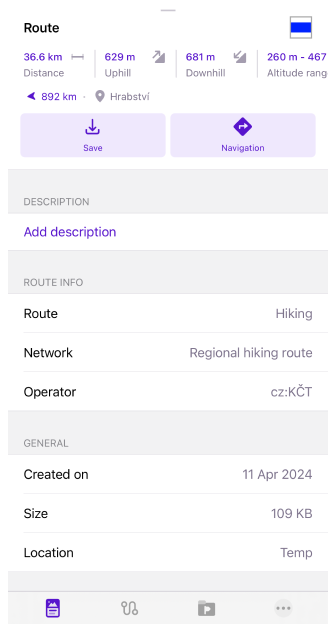 Route
36.6 km 629 m 681 m 260 m - 467
Distance Uphill Downhill Altitude rang
892 km · Hrabství
Save Navigation
DESCRIPTION
Add description
ROUTE INFO
Route Hiking
Network Regional hiking route
Operator cz:KČT
GENERAL
Created on 11 Apr 2024
Size 109 KB
Location Temp